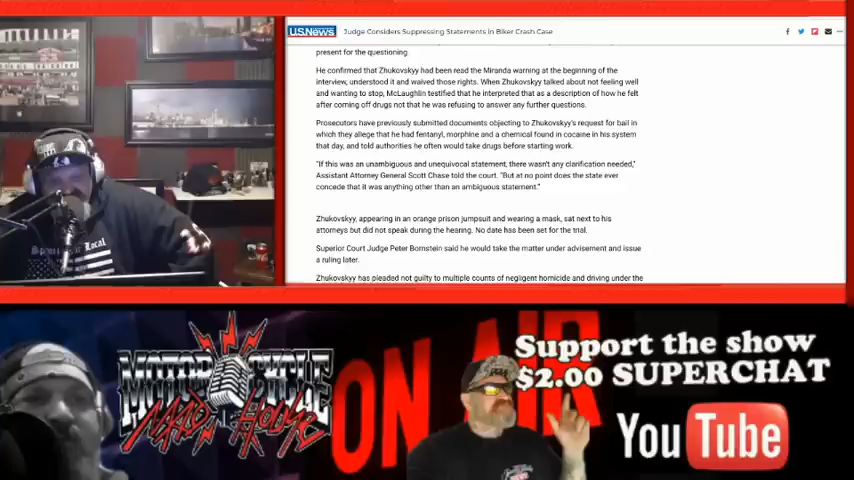 U.S.News
Judge Considers Suppressing Statements in Biker Crash Case
present for the questioning.
He confirmed that Zhukovskyy had been read the Miranda warning at the beginning of the
interview, understood it and waived those rights. When Zhukovskyy talked about not feeling well
and wanting to stop, McLaughlin testified that he interpreted that as a description of how he felt
after coming off drugs not that he was refusing to answer any further questions.
Prosecutors have previously submitted documents objecting to Zhukovskyy's request for bail in
which they allege that he had fentanyl, morphine and a chemical found in cocaine in his system
that day, and told authorities he often would take drugs before starting work.
"If this was an unambiguous and unequivocal statement, there wasn't any clarification needed,"
Assistant Attorney General Scott Chase told the court. "But at no point does the state ever
concede that it was anything other than an ambiguous statement."
Zhukovskyy, appearing in an orange prison jumpsuit and wearing a mask, sat next to his
attorneys but did not speak during the hearing. No date has been set for the trial.
Superior Court Judge Peter Bornstein said he would take the matter under advisement and issue
a ruling later.
Zhukovskyy has pleaded not guilty to multiple counts of negligent homicide and driving under the
Local
MOTORCYCLE
MAD HOUSE
ON AIR
Support the show
$2.00 SUPERCHAT
YouTube